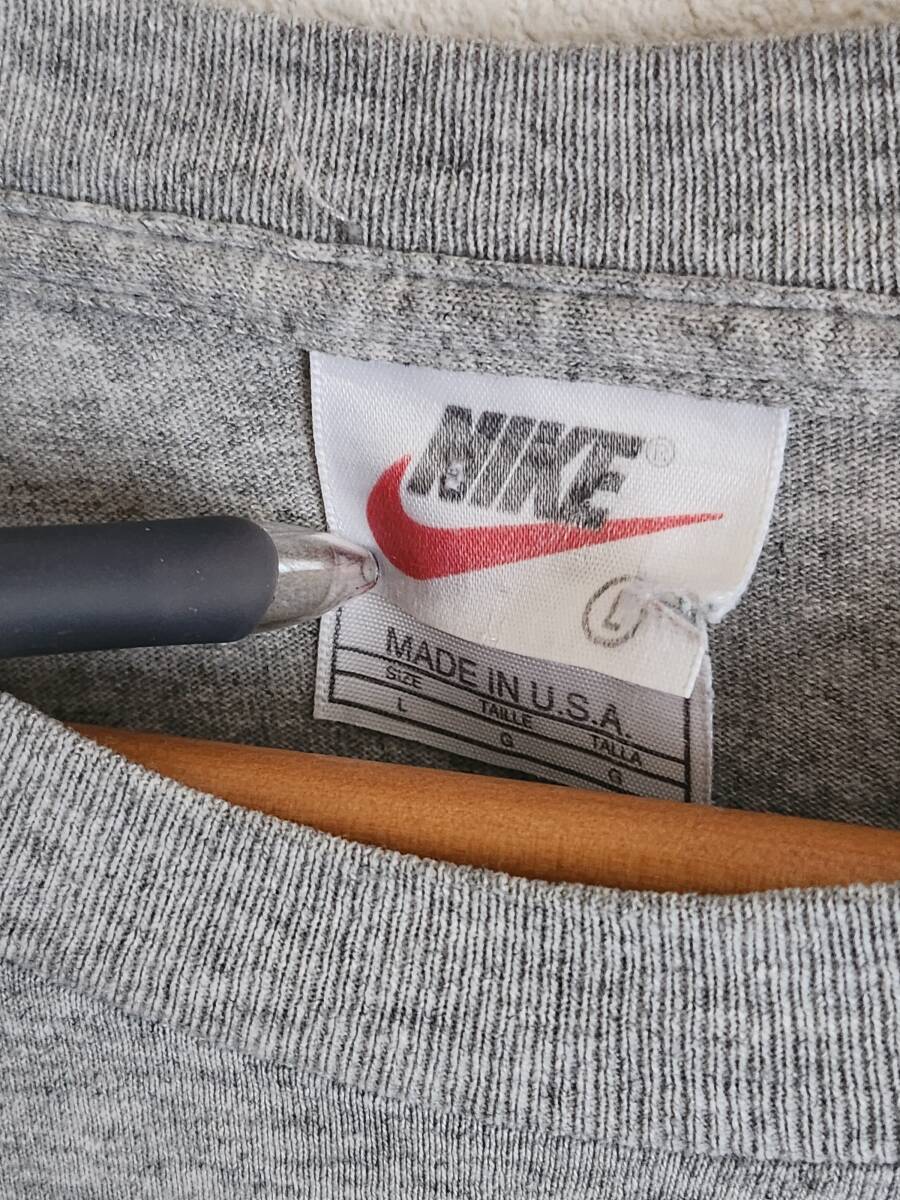 NIKE®
L
MADE IN U.S.A.
SIZE TAILLE TALLA
L G G